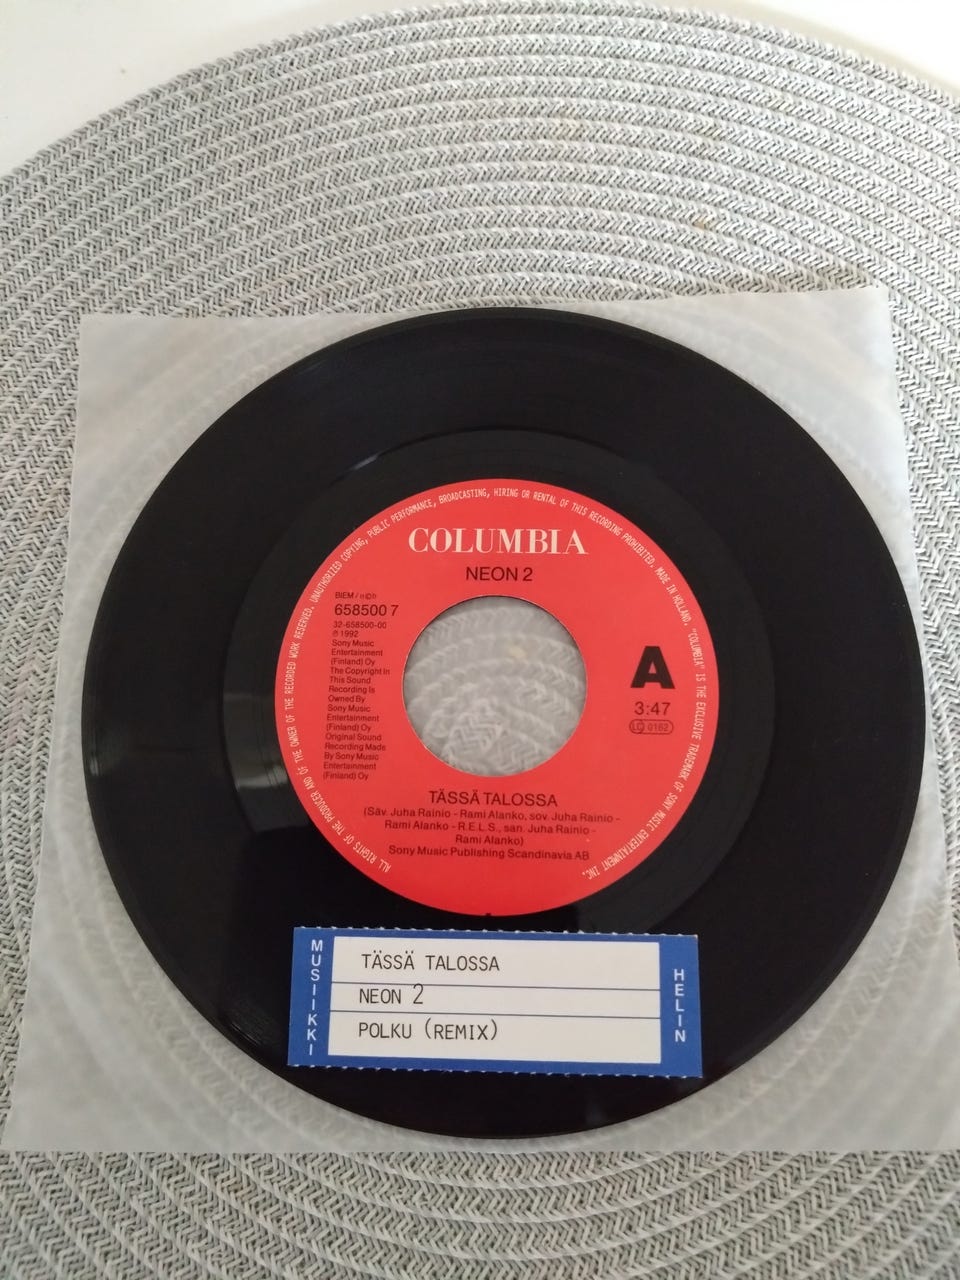 ALL RIGHTS OF THE PRODUCER AND OF THE OWNER OF THE RECORDED WORK RESERVED. UNAUTHORIZED COPYING, PUBLIC PERFORMANCE, BROADCASTING, HIRING OR RENTAL OF THIS RECORDING PROHIBITED. MADE IN HOLLAND. "COLUMBIA" IS THE EXCLUSIVE TRADEMARK OF SONY MUSIC ENTERTAINMENT INC.
COLUMBIA
NEON 2
BIEM / n©b
658500 7
32-658500-00
℗ 1992
Sony Music
Entertainment
(Finland) Oy
The Copyright In
This Sound
Recording Is
Owned By
Sony Music
Entertainment
(Finland) Oy
Original Sound
Recording Made
By Sony Music
Entertainment
(Finland) Oy
A
3:47
LC 0162
TÄSSÄ TALOSSA
(Säv. Juha Rainio - Rami Alanko, sov. Juha Rainio -
Rami Alanko - R.E.L.S., san. Juha Rainio -
Rami Alanko)
Sony Music Publishing Scandinavia AB
MUSIIKKI
TÄSSÄ TALOSSA
NEON 2
POLKU (REMIX)
HELIN